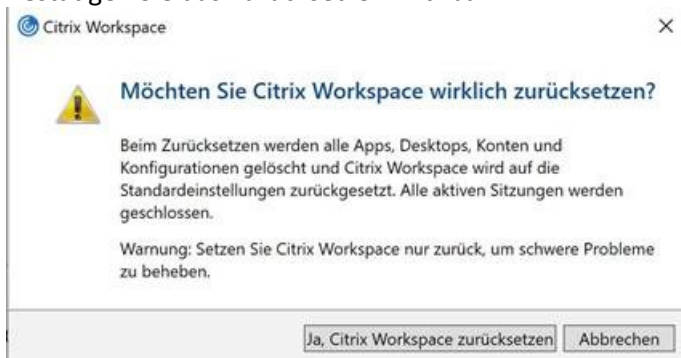 Citrix Workspace
Möchten Sie Citrix Workspace wirklich zurücksetzen?
Beim Zurücksetzen werden alle Apps, Desktops, Konten und
Konfigurationen gelöscht und Citrix Workspace wird auf die
Standardeinstellungen zurückgesetzt. Alle aktiven Sitzungen werden
geschlossen.
Warnung: Setzen Sie Citrix Workspace nur zurück, um schwere Probleme
zu beheben.
Ja, Citrix Workspace zurücksetzen Abbrechen